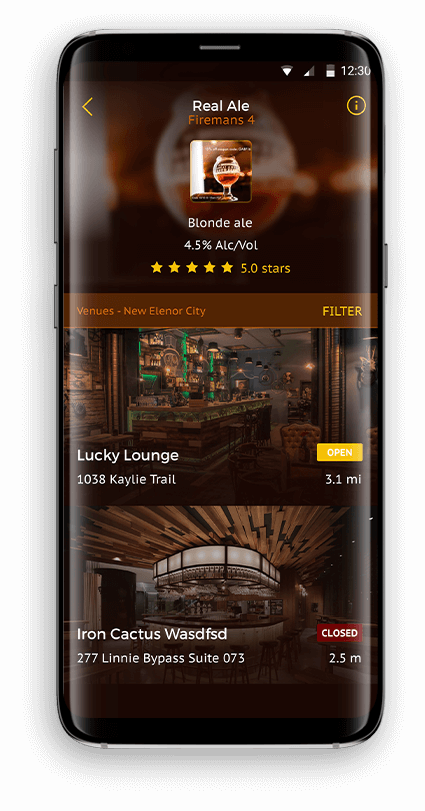 12:30
Real Ale
Firemans 4
Blonde ale
4.5% Alc/Vol
5.0 stars
Venues - New Elenor City FILTER
Lucky Lounge OPEN
1038 Kaylie Trail 3.1 mi
Iron Cactus Wasdfsd CLOSED
277 Linnie Bypass Suite 073 2.5 m